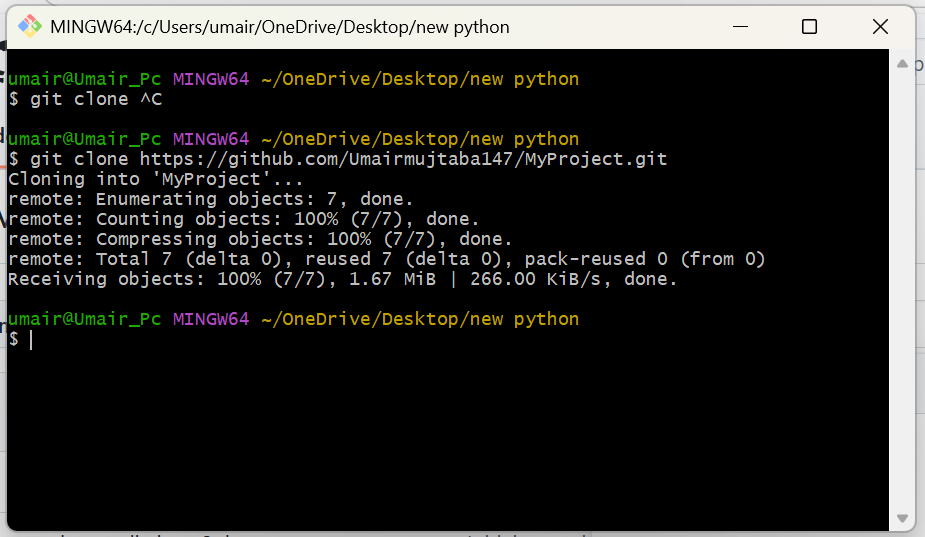 MINGW64:/c/Users/umair/OneDrive/Desktop/new python
umair@Umair_Pc MINGW64 ~/OneDrive/Desktop/new python
$ git clone ^C
umair@Umair_Pc MINGW64 ~/OneDrive/Desktop/new python
$ git clone https://github.com/Umairmujtaba147/MyProject.git
Cloning into 'MyProject'...
remote: Enumerating objects: 7, done.
remote: Counting objects: 100% (7/7), done.
remote: Compressing objects: 100% (7/7), done.
remote: Total 7 (delta 0), reused 7 (delta 0), pack-reused 0 (from 0)
Receiving objects: 100% (7/7), 1.67 MiB | 266.00 KiB/s, done.
umair@Umair_Pc MINGW64 ~/OneDrive/Desktop/new python
$